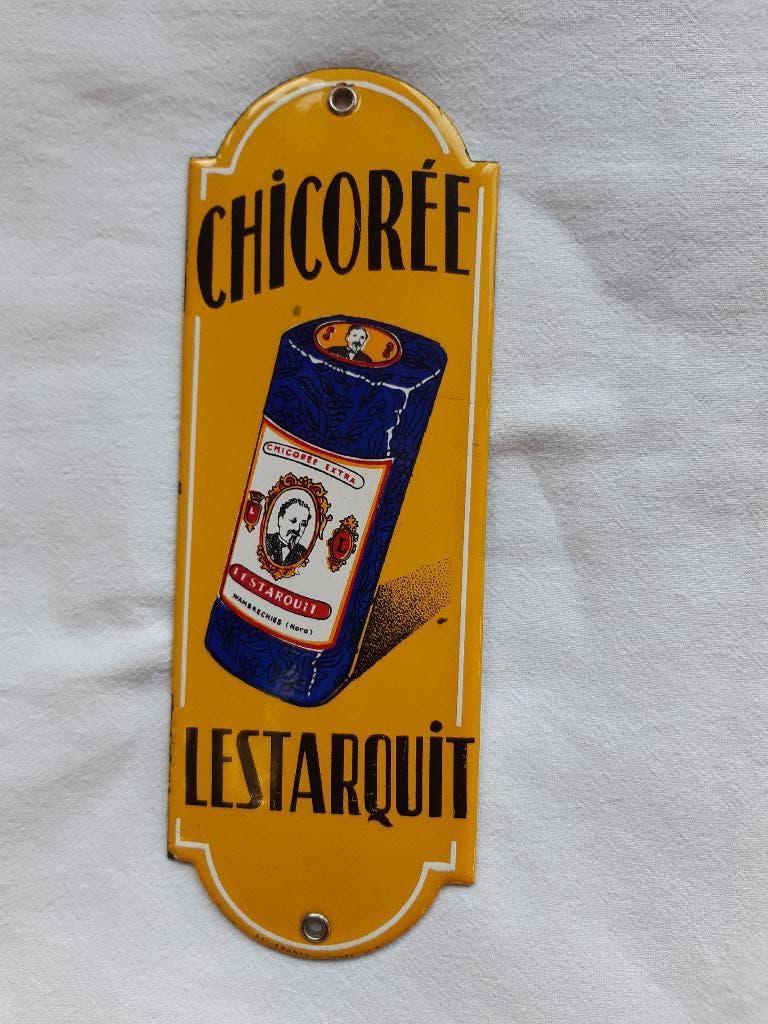 CHiCORÉE
CHICORÉE EXTRA
L
L
LESTARQUiT
WAMBRECHIES (Nord)
LESTARQUiT